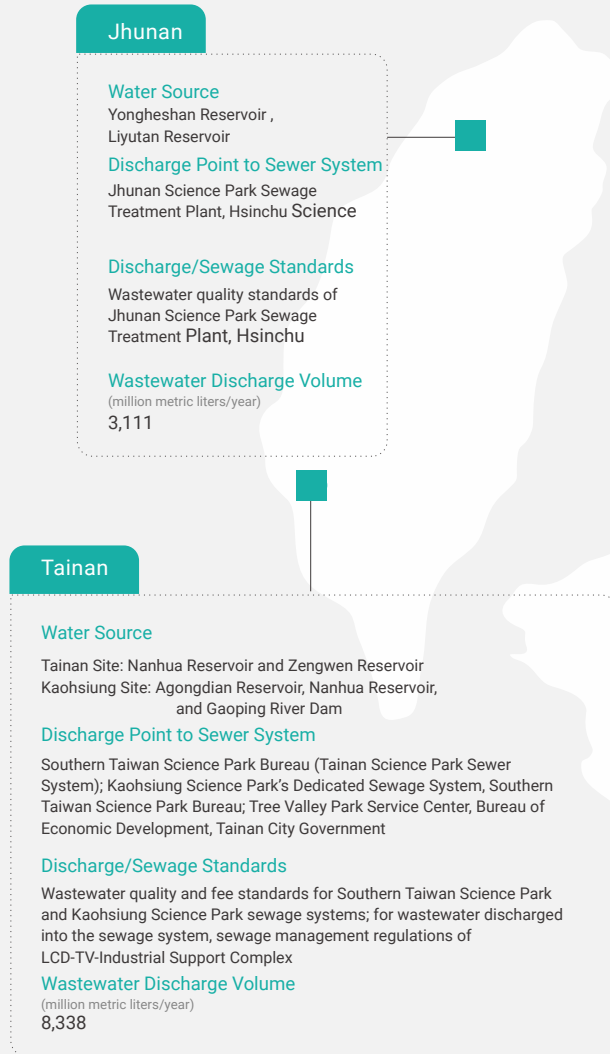 Jhunan
Water Source
Yongheshan Reservoir ,
Liyutan Reservoir
Discharge Point to Sewer System
Jhunan Science Park Sewage
Treatment Plant, Hsinchu Science
Discharge/Sewage Standards
Wastewater quality standards of
Jhunan Science Park Sewage
Treatment Plant, Hsinchu
Wastewater Discharge Volume
(million metric liters/year)
3,111
Tainan
Water Source
Tainan Site: Nanhua Reservoir and Zengwen Reservoir
Kaohsiung Site: Agongdian Reservoir, Nanhua Reservoir,
and Gaoping River Dam
Discharge Point to Sewer System
Southern Taiwan Science Park Bureau (Tainan Science Park Sewer
System); Kaohsiung Science Park's Dedicated Sewage System, Southern
Taiwan Science Park Bureau; Tree Valley Park Service Center, Bureau of
Economic Development, Tainan City Government
Discharge/Sewage Standards
Wastewater quality and fee standards for Southern Taiwan Science Park
and Kaohsiung Science Park sewage systems; for wastewater discharged
into the sewage system, sewage management regulations of
LCD-TV-Industrial Support Complex
Wastewater Discharge Volume
(million metric liters/year)
8,338